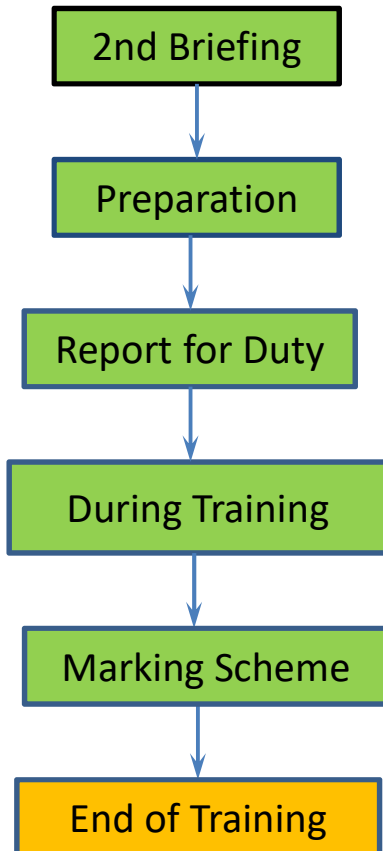 2nd Briefing
Preparation
Report for Duty
During Training
Marking Scheme
End of Training